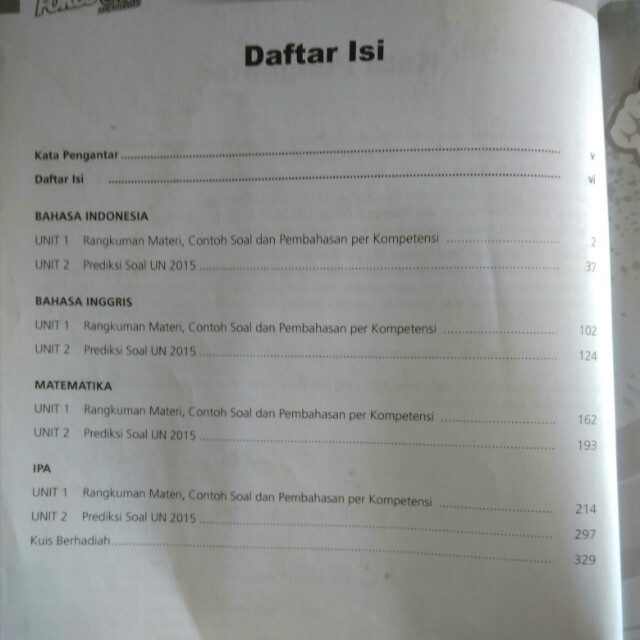 FOKUS
Daftar Isi
Kata Pengantar ........ v
Daftar Isi ........ vi
BAHASA INDONESIA
UNIT 1 Rangkuman Materi, Contoh Soal dan Pembahasan per Kompetensi ........ 2
UNIT 2 Prediksi Soal UN 2015 ........ 37
BAHASA INGGRIS
UNIT 1 Rangkuman Materi, Contoh Soal dan Pembahasan per Kompetensi ........ 102
UNIT 2 Prediksi Soal UN 2015 ........ 124
MATEMATIKA
UNIT 1 Rangkuman Materi, Contoh Soal dan Pembahasan per Kompetensi ........ 162
UNIT 2 Prediksi Soal UN 2015 ........ 193
IPA
UNIT 1 Rangkuman Materi, Contoh Soal dan Pembahasan per Kompetensi ........ 214
UNIT 2 Prediksi Soal UN 2015 ........ 297
Kuis Berhadiah ........ 329